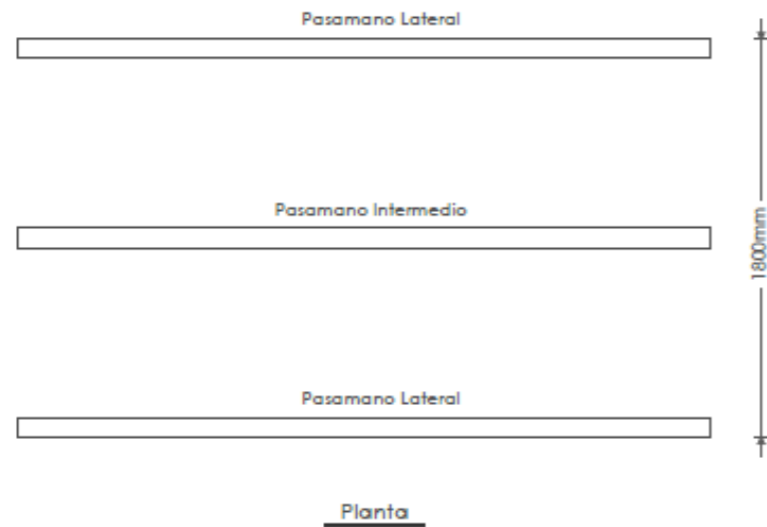 Pasamano Lateral
Pasamano Intermedio
1800mm
Pasamano Lateral
Planta